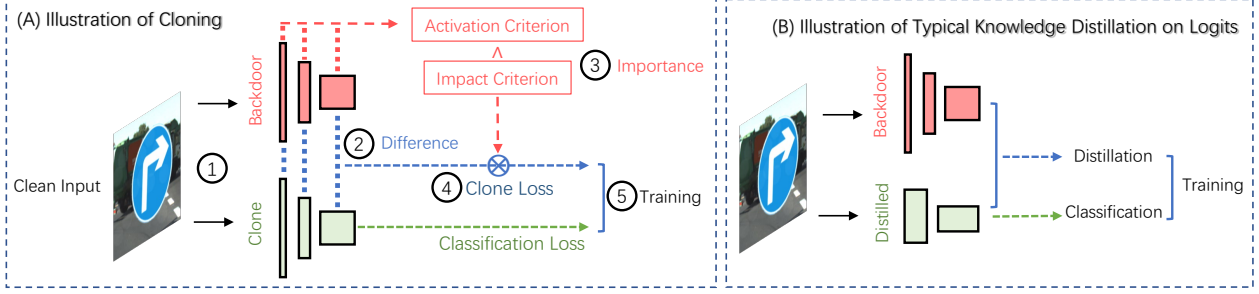 (A) Illustration of Cloning
Activation Criterion
^
Impact Criterion
3 Importance
Backdoor
2 Difference
1
Clean Input
4 Clone Loss
5 Training
Clone
Classification Loss
(B) Illustration of Typical Knowledge Distillation on Logits
Backdoor
Distillation
Training
Distilled
Classification